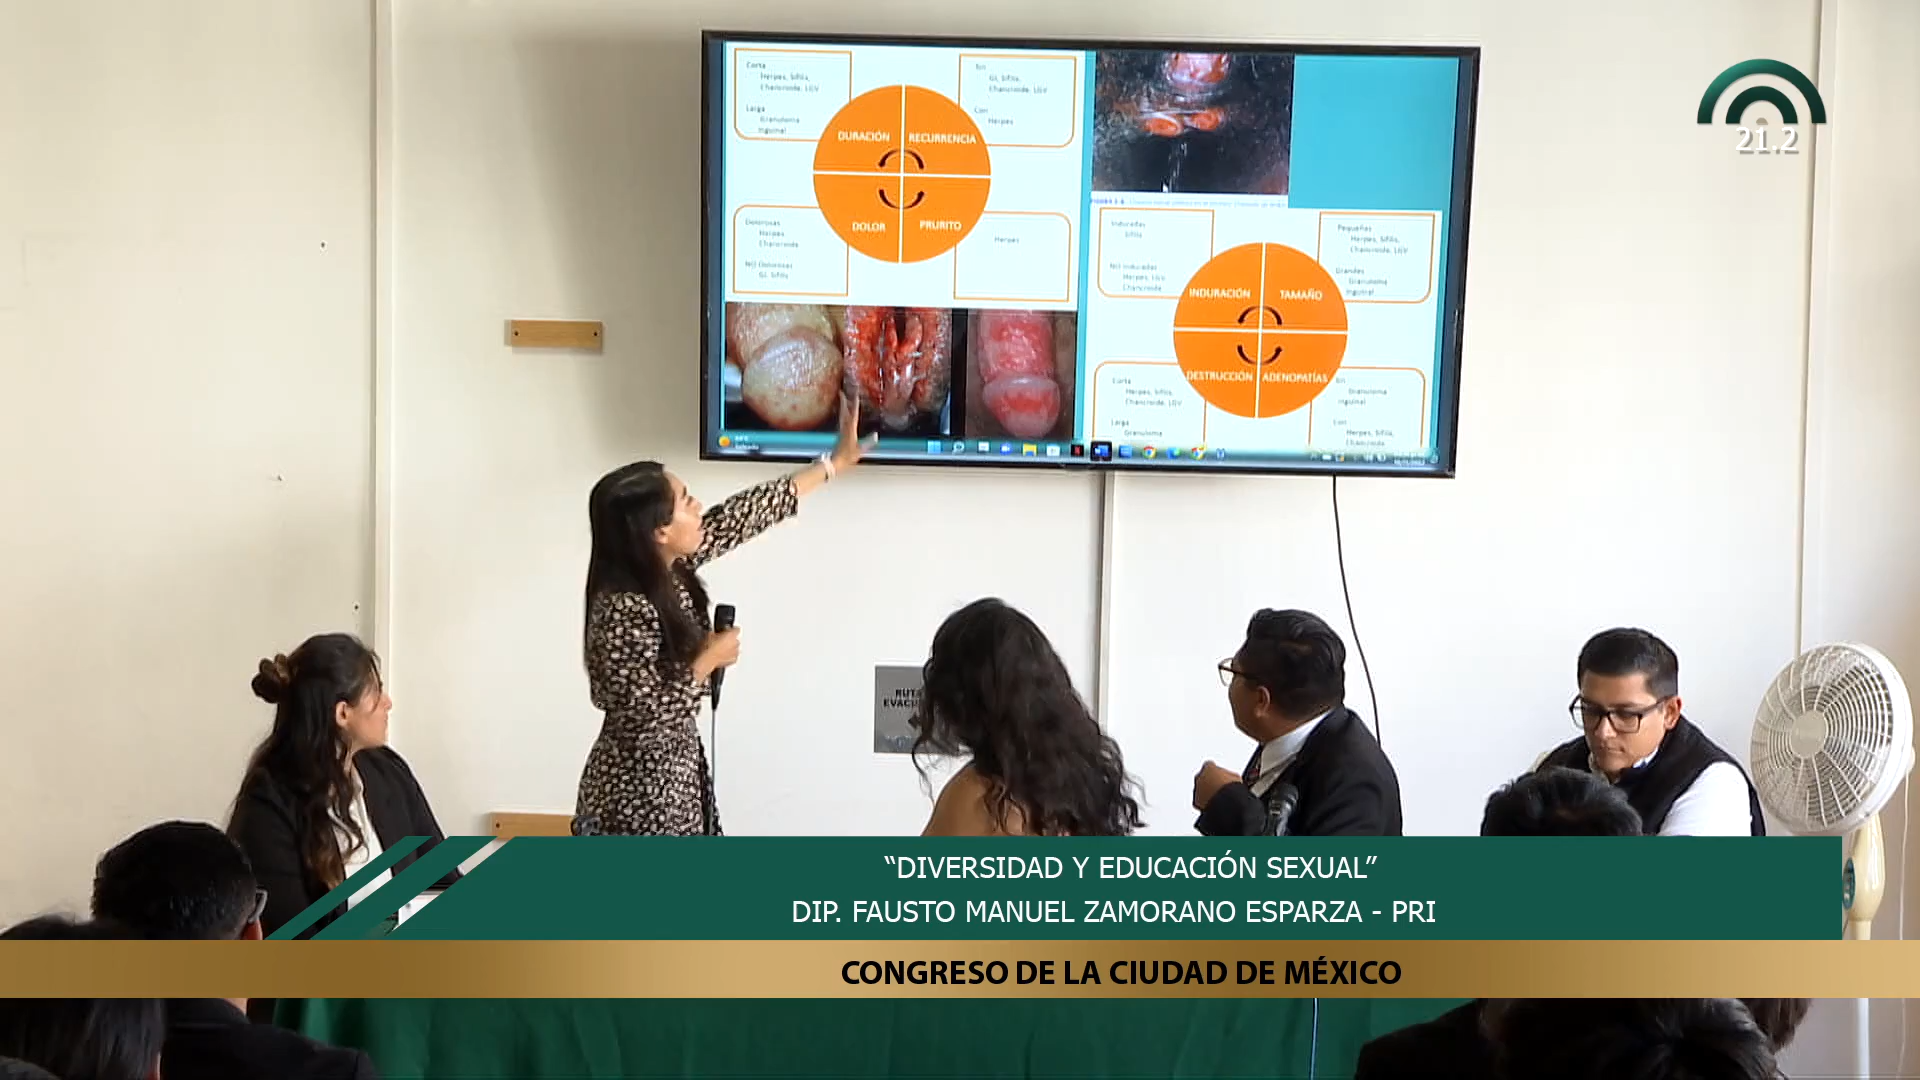 21.2
Corta
Herpes, Sífilis,
Chancroide, LGV
Larga
Granuloma
Inguinal
Sin
GI, Sífilis,
Chancroide, LGV
Con
Herpes
DURACIÓN
RECURRENCIA
DOLOR
PRURITO
Dolorosas
Herpes
Chancroide
NO Dolorosas
GI, Sífilis
Herpes
Induradas
Sífilis
NO Induradas
Herpes, LGV
Chancroide
Pequeñas
Herpes, Sífilis,
Chancroide, LGV
Grandes
Granuloma
Inguinal
INDURACIÓN
TAMAÑO
DESTRUCCIÓN
ADENOPATÍAS
Corta
Herpes, Sífilis,
Chancroide, LGV
Larga
Granuloma
Sin
Granuloma
Inguinal
Con
Herpes, Sífilis,
Chancroide
“DIVERSIDAD Y EDUCACIÓN SEXUAL”
DIP. FAUSTO MANUEL ZAMORANO ESPARZA - PRI
CONGRESO DE LA CIUDAD DE MÉXICO